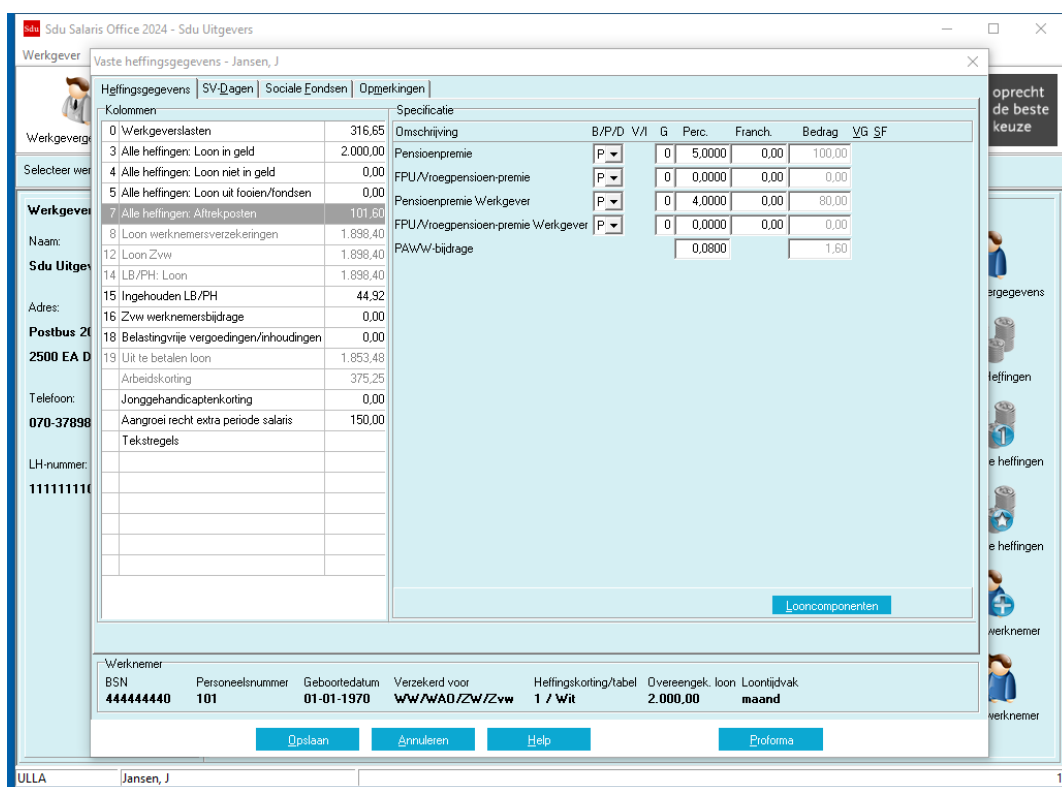 Sdu Sdu Salaris Office 2024 - Sdu Uitgevers
Werkgever
Vaste heffingsgegevens - Jansen, J
Heffingsgegevens SV-Dagen Sociale Fondsen Opmerkingen
oprecht
de beste
keuze
Kolommen
0 Werkgeverslasten 316,65
3 Alle heffingen: Loon in geld 2.000,00
4 Alle heffingen: Loon niet in geld 0,00
5 Alle heffingen: Loon uit fooien/fondsen 0,00
7 Alle heffingen: Aftrekposten 101,60
8 Loon werknemersverzekeringen 1.898,40
12 Loon Zvw 1.898,40
14 LB/PH: Loon 1.898,40
15 Ingehouden LB/PH 44,92
16 Zvw werknemersbijdrage 0,00
18 Belastingvrije vergoedingen/inhoudingen 0,00
19 Uit te betalen loon 1.853,48
Arbeidskorting 375,25
Jonggehandicaptenkorting 0,00
Aangroei recht extra periode salaris 150,00
Tekstregels
Specificatie
Omschrijving B/P/D V/I G Perc. Franch. Bedrag VG SF
Pensioenpremie P 0 5,0000 0,00 100,00
FPU/Vroegpensioen-premie P 0 0,0000 0,00 0,00
Pensioenpremie Werkgever P 0 4,0000 0,00 80,00
FPU/Vroegpensioen-premie Werkgever P 0 0,0000 0,00 0,00
PAWW-bijdrage 0,0800 1,60
Looncomponenten
Werkgeverge
Selecteer wer
Werkgever
Naam:
Sdu Uitgev
Adres:
Postbus 20
2500 EA D
Telefoon:
070-37898
LH-nummer:
111111110
ergegevens
Heffingen
e heffingen
e heffingen
werknemer
werknemer
Werknemer
BSN Personeelsnummer Geboortedatum Verzekerd voor Heffingskorting/tabel Overeengek. loon Loontijdvak
444444440 101 01-01-1970 WW/WAO/ZW/Zvw 1 / Wit 2.000,00 maand
Opslaan Annuleren Help Proforma
ULLA Jansen, J 1